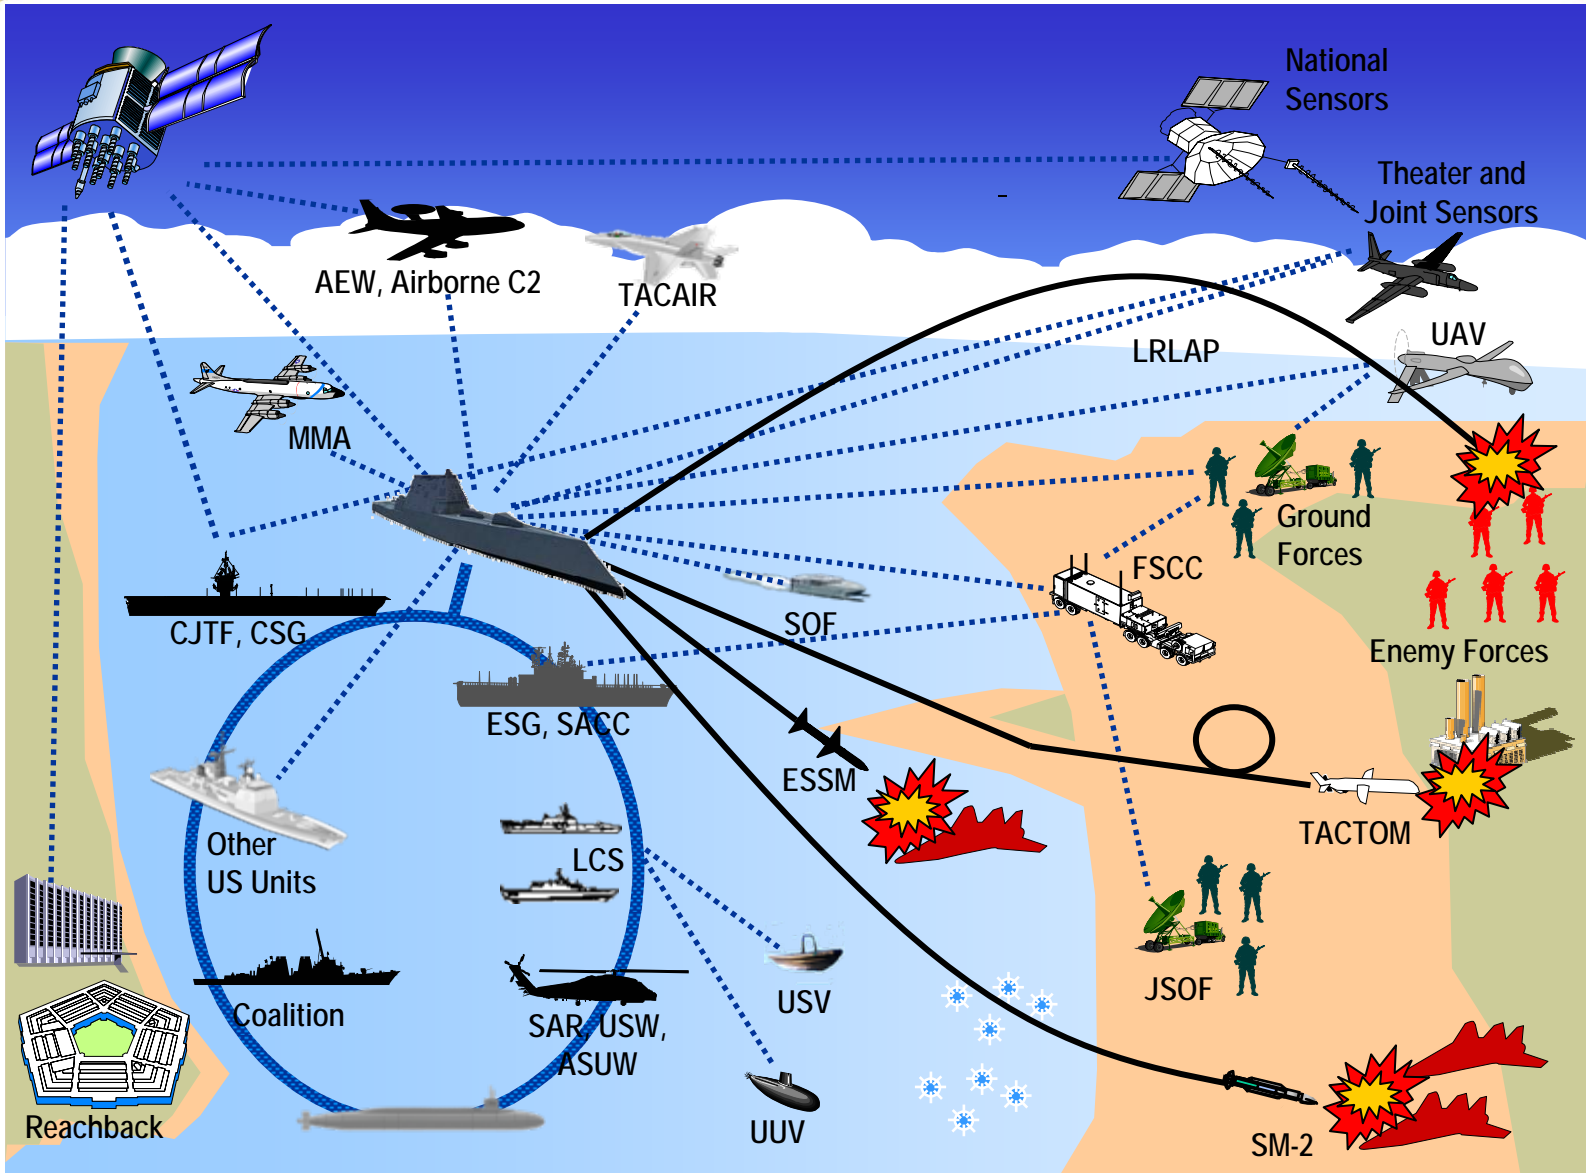 National
Sensors
Theater and
Joint Sensors
AEW, Airborne C2
TACAIR
UAV
LRLAP
MMA
Ground
Forces
FSCC
SOF
CJTF, CSG
Enemy Forces
ESG, SACC
ESSM
TACTOM
Other
US Units
LCS
JSOF
USV
Coalition
SAR, USW,
ASUW
Reachback
UUV
SM-2